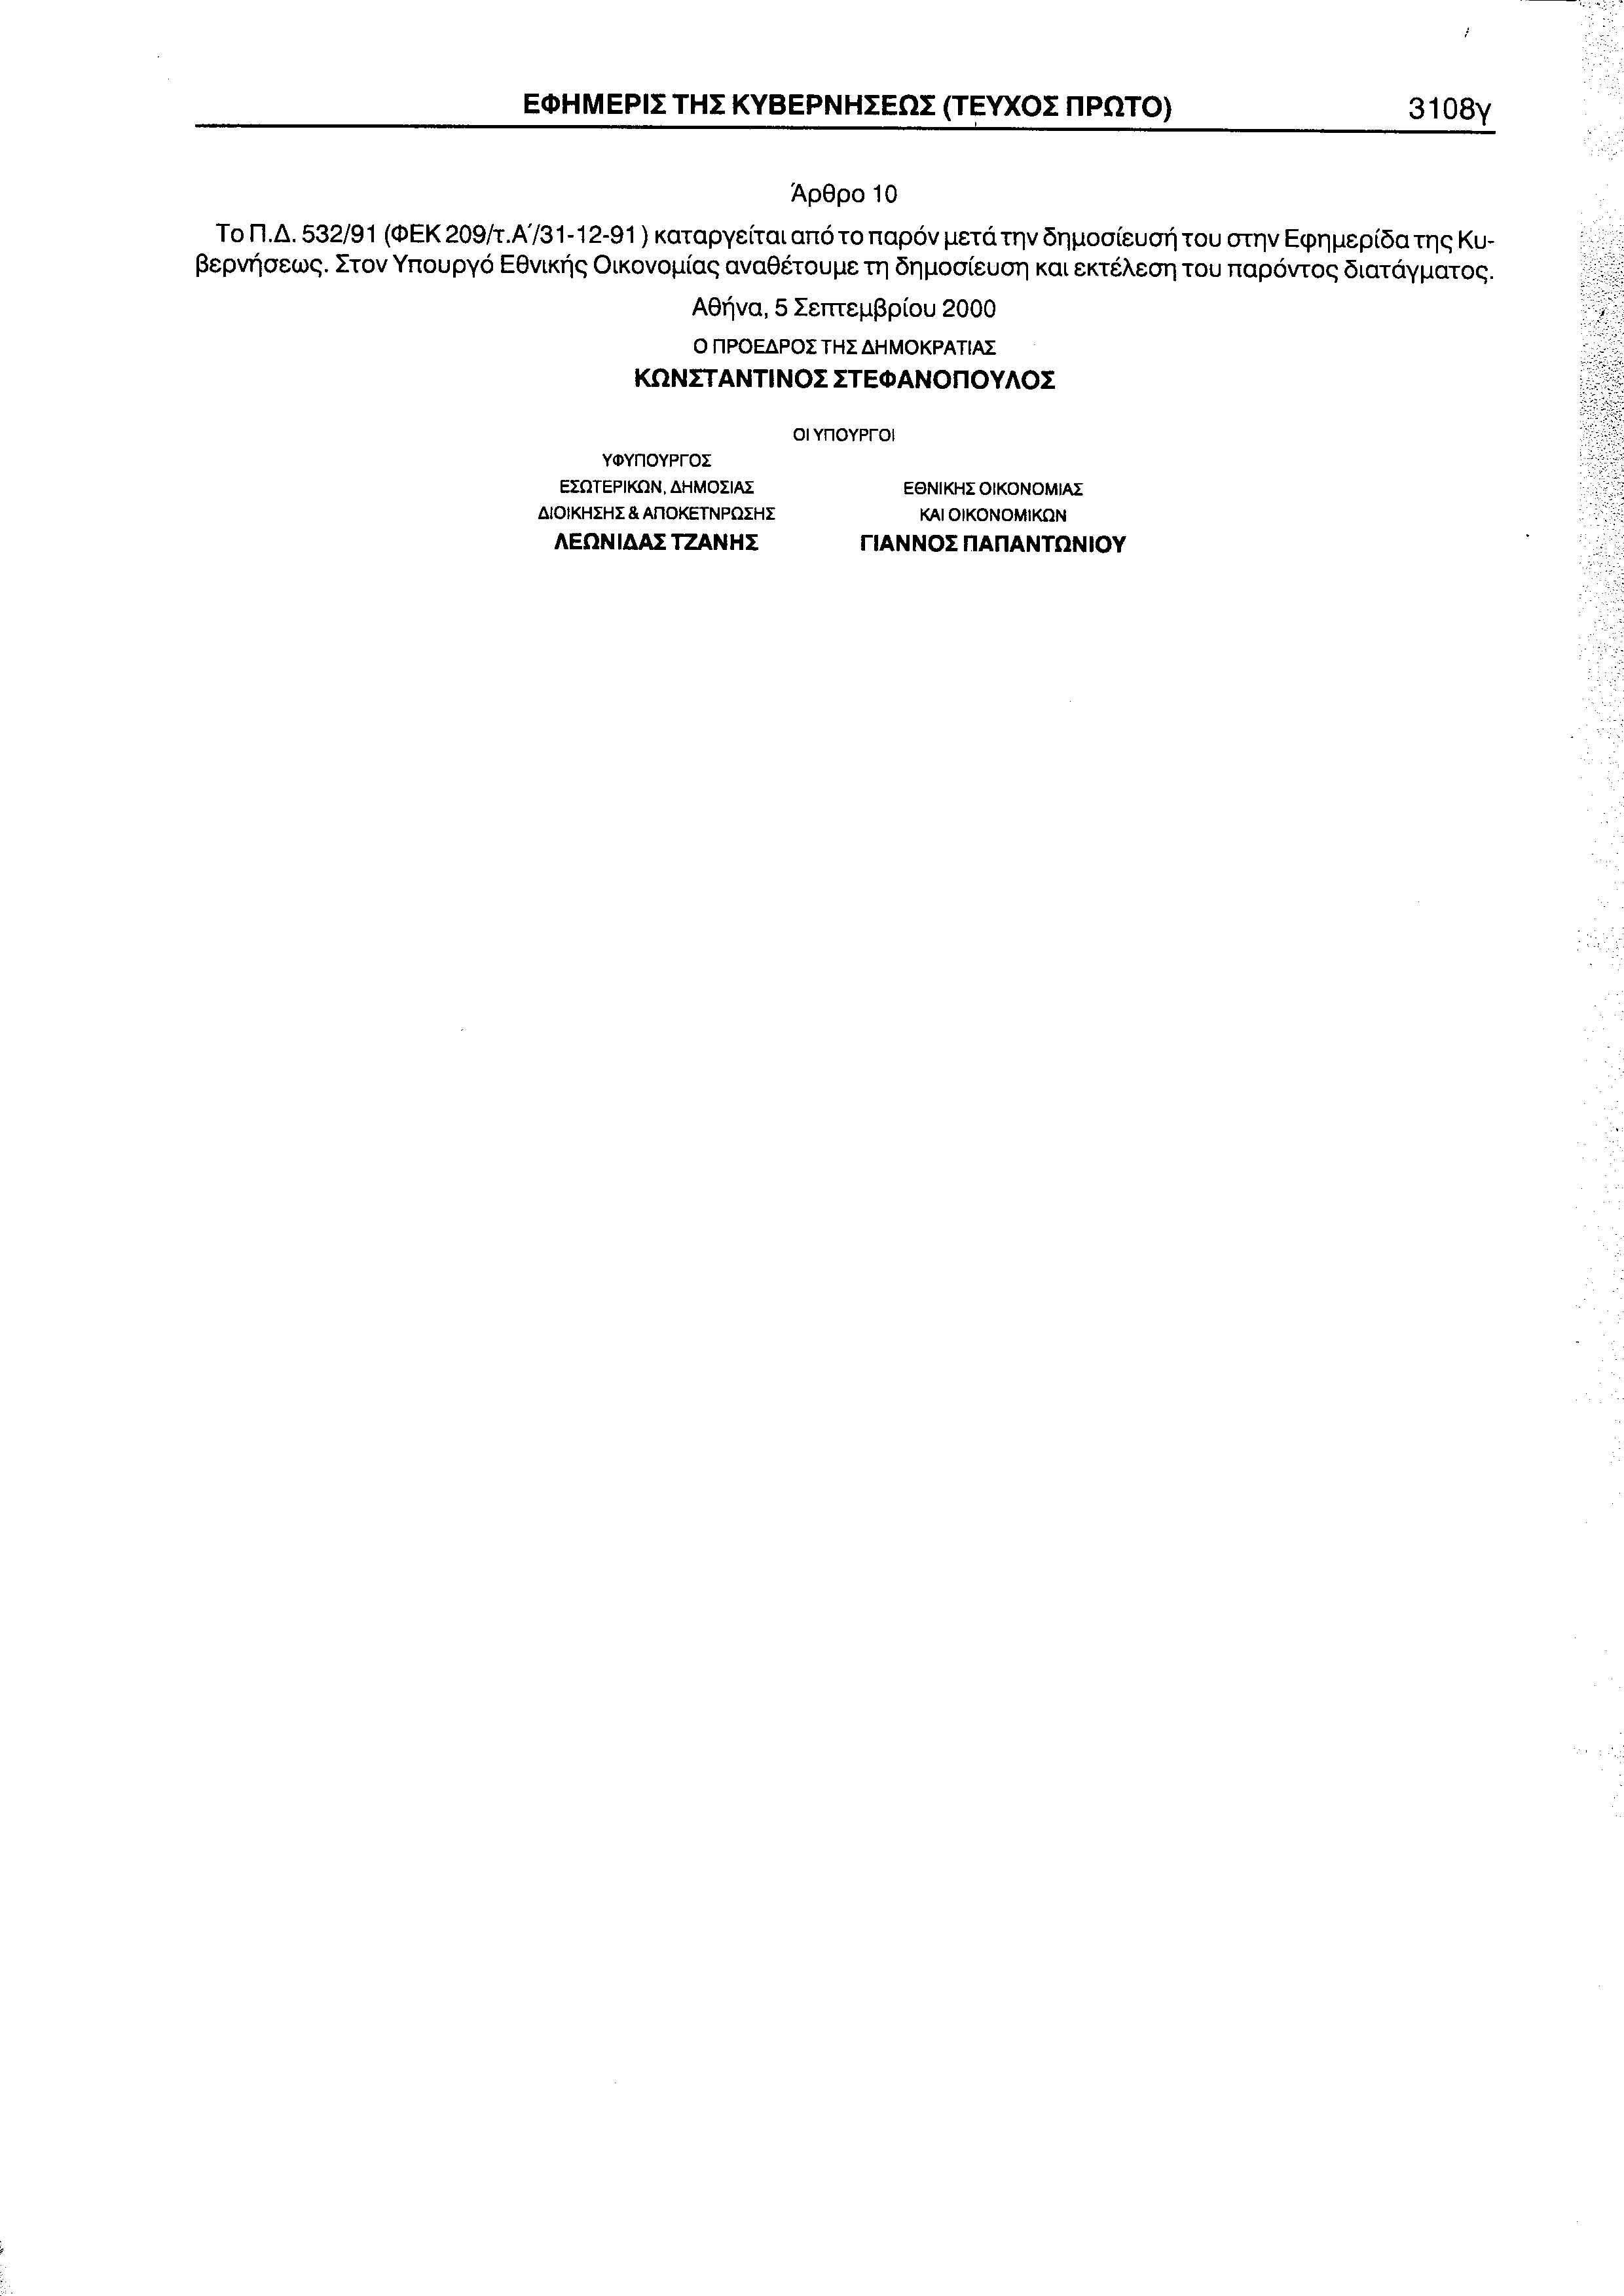 ΕΦΗΜΕΡΙΣ ΤΗΣ ΚΥΒΕΡΝΗΣΕΩΣ (ΤΕΥΧΟΣ ΠΡΩΤΟ) 3108γ
Άρθρο 10
Το Π.Δ. 532/91 (ΦΕΚ 209/τ.Α΄/31-12-91 ) καταργείται από το παρόν μετά την δημοσίευσή του στην Εφημερίδα της Κυ-
βερνήσεως. Στον Υπουργό Εθνικής Οικονομίας αναθέτουμε τη δημοσίευση και εκτέλεση του παρόντος διατάγματος.
Αθήνα, 5 Σεπτεμβρίου 2000
Ο ΠΡΟΕΔΡΟΣ ΤΗΣ ΔΗΜΟΚΡΑΤΙΑΣ
ΚΩΝΣΤΑΝΤΙΝΟΣ ΣΤΕΦΑΝΟΠΟΥΛΟΣ
ΟΙ ΥΠΟΥΡΓΟΙ
ΥΦΥΠΟΥΡΓΟΣ
ΕΣΩΤΕΡΙΚΩΝ, ΔΗΜΟΣΙΑΣ
ΔΙΟΙΚΗΣΗΣ & ΑΠΟΚΕΤΝΡΩΣΗΣ
ΛΕΩΝΙΔΑΣ ΤΖΑΝΗΣ
ΕΘΝΙΚΗΣ ΟΙΚΟΝΟΜΙΑΣ
ΚΑΙ ΟΙΚΟΝΟΜΙΚΩΝ
ΓΙΑΝΝΟΣ ΠΑΠΑΝΤΩΝΙΟΥ